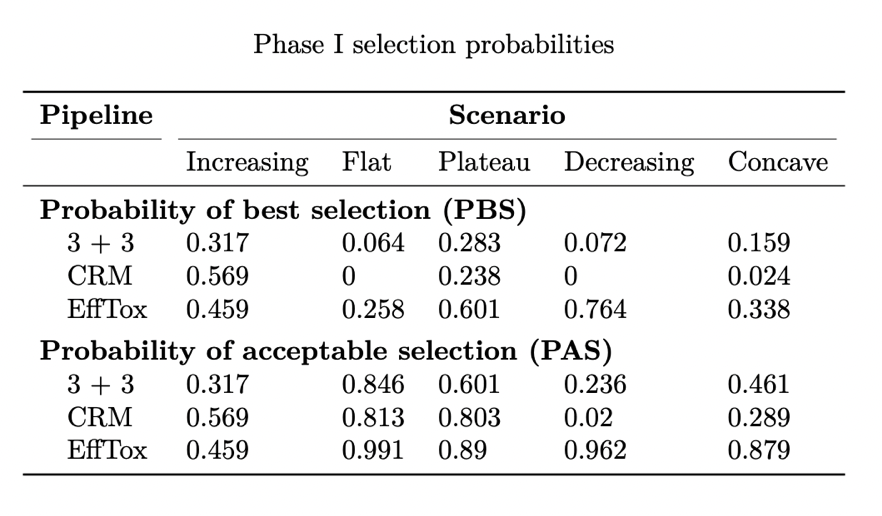 Phase I selection probabilities
Pipeline Scenario
Increasing Flat Plateau Decreasing Concave
Probability of best selection (PBS)
3 + 3 0.317 0.064 0.283 0.072 0.159
CRM 0.569 0 0.238 0 0.024
EffTox 0.459 0.258 0.601 0.764 0.338
Probability of acceptable selection (PAS)
3 + 3 0.317 0.846 0.601 0.236 0.461
CRM 0.569 0.813 0.803 0.02 0.289
EffTox 0.459 0.991 0.89 0.962 0.879